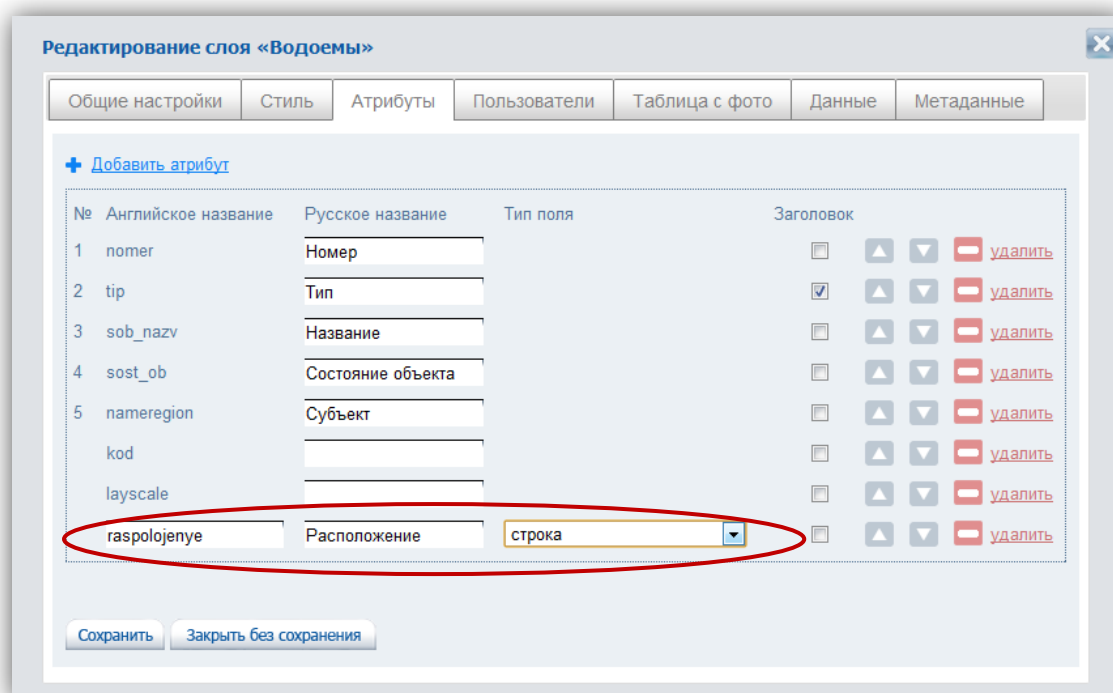 Редактирование слоя «Водоемы»
Общие настройки Стиль Атрибуты Пользователи Таблица с фото Данные Метаданные
Добавить атрибут
№ Английское название Русское название Тип поля Заголовок
1 nomer Номер удалить
2 tip Тип удалить
3 sob_nazv Название удалить
4 sost_ob Состояние объекта удалить
5 nameregion Субъект удалить
kod удалить
layscale удалить
raspolojenye Расположение строка удалить
Сохранить Закрыть без сохранения